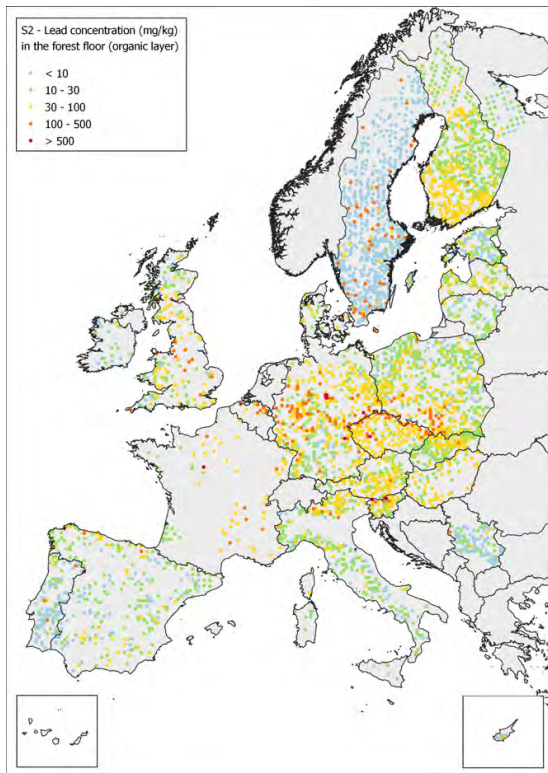 S2 - Lead concentration (mg/kg)
in the forest floor (organic layer)
< 10
10 - 30
30 - 100
100 - 500
> 500